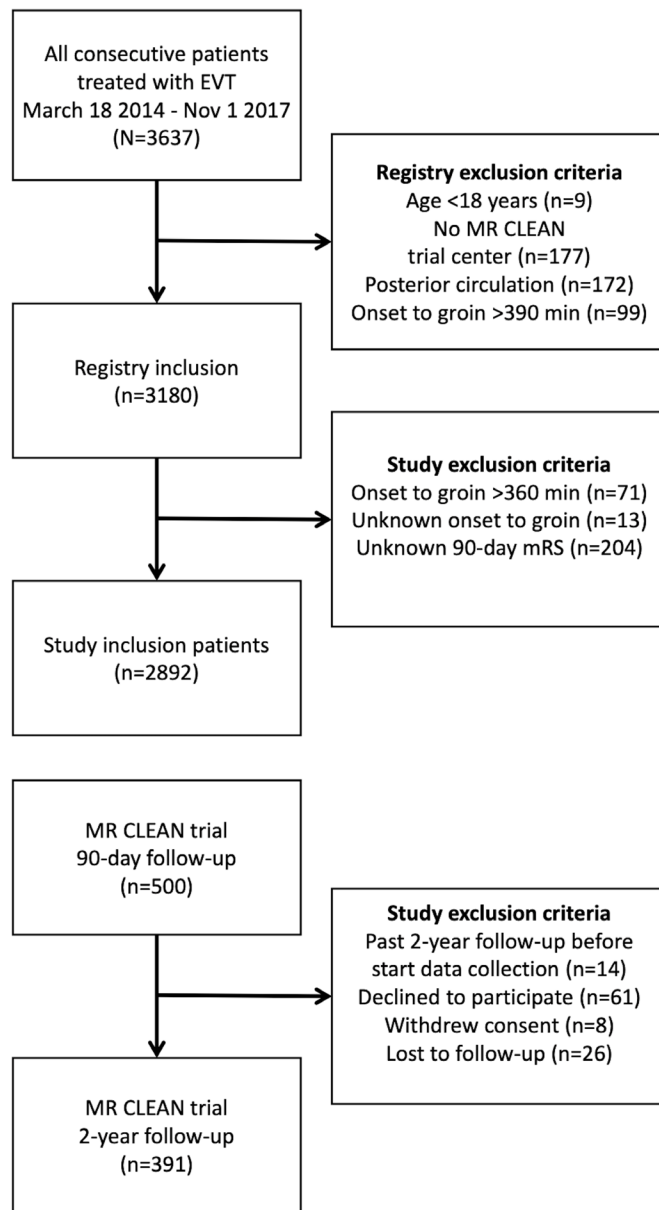 All consecutive patients
treated with EVT
March 18 2014 - Nov 1 2017
(N=3637)
Registry exclusion criteria
Age <18 years (n=9)
No MR CLEAN
trial center (n=177)
Posterior circulation (n=172)
Onset to groin >390 min (n=99)
Registry inclusion
(n=3180)
Study exclusion criteria
Onset to groin >360 min (n=71)
Unknown onset to groin (n=13)
Unknown 90-day mRS (n=204)
Study inclusion patients
(n=2892)
MR CLEAN trial
90-day follow-up
(n=500)
Study exclusion criteria
Past 2-year follow-up before
start data collection (n=14)
Declined to participate (n=61)
Withdrew consent (n=8)
Lost to follow-up (n=26)
MR CLEAN trial
2-year follow-up
(n=391)